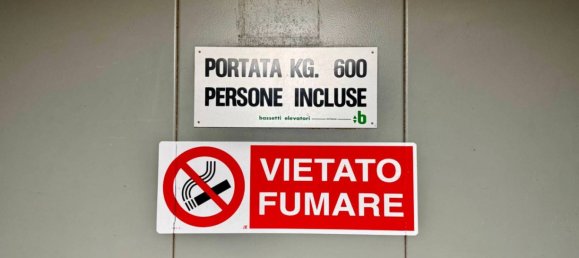 PORTATA KG. 600
PERSONE INCLUSE
bassetti elevatori b
VIETATO
FUMARE